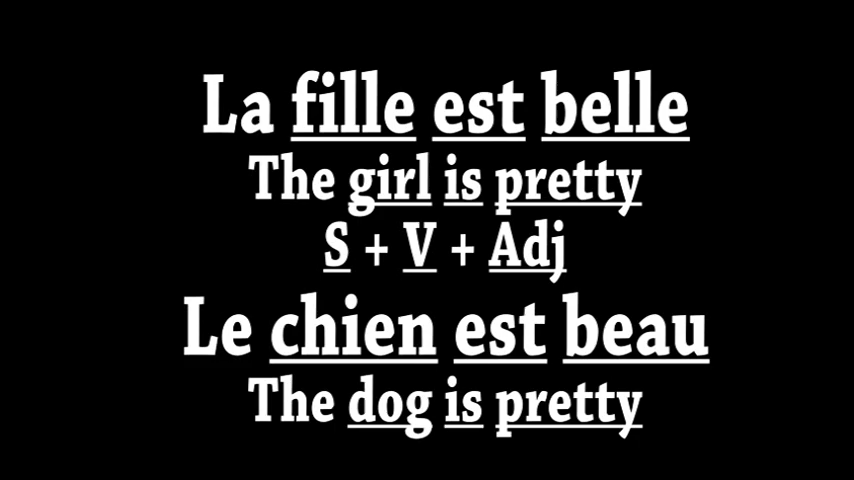 La fille est belle
The girl is pretty
S + V + Adj
Le chien est beau
The dog is pretty